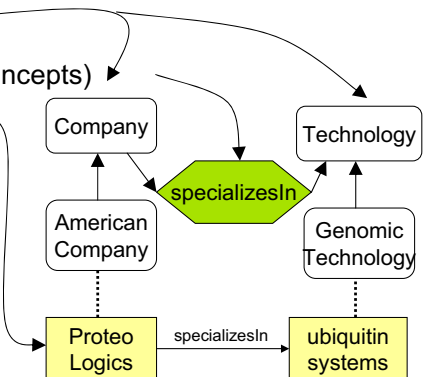 ncepts)
Company
Technology
specializesIn
American
Company
Genomic
Technology
Proteo
Logics
specializesIn
ubiquitin
systems